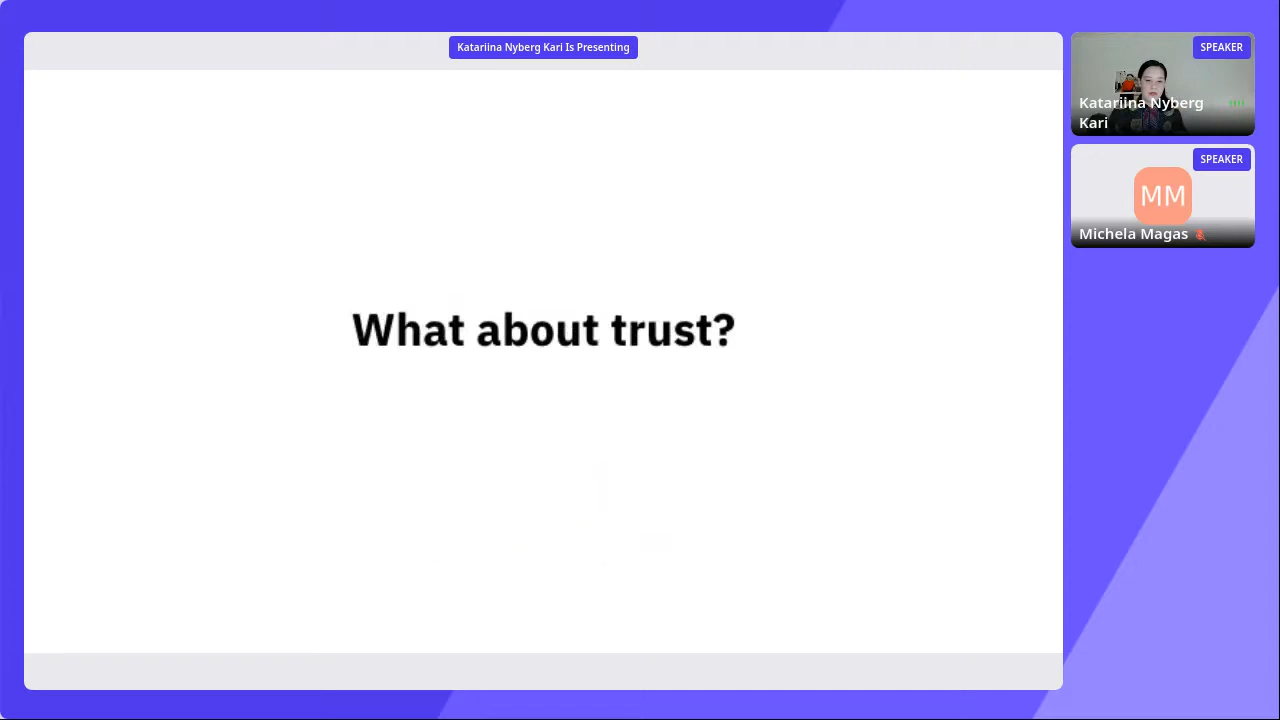 Katariina Nyberg Kari Is Presenting
What about trust?
SPEAKER
Katariina Nyberg
Kari
SPEAKER
MM
Michela Magas